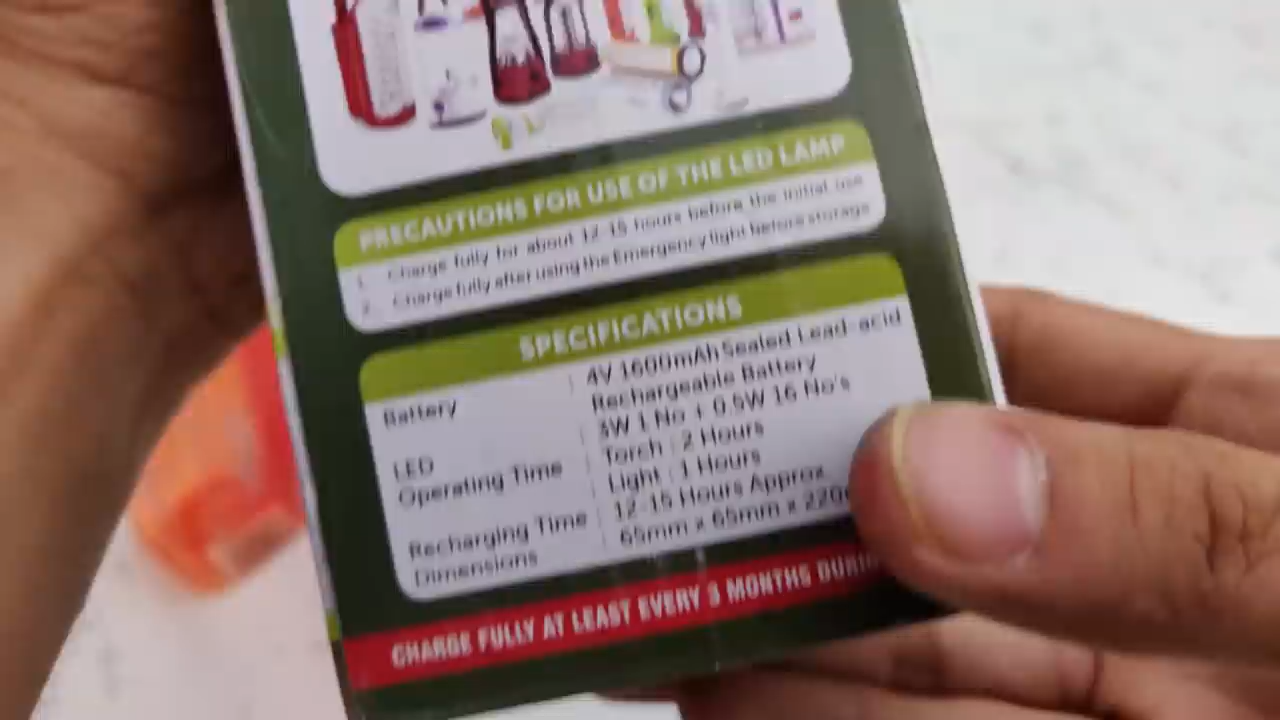 PRECAUTIONS FOR USE OF THE LED LAMP
1. Charge fully for about 12-15 hours before the initial use
2. Charge fully after using the Emergency light before storage
SPECIFICATIONS
Battery : 4V 1600mAh Sealed Lead-acid
Rechargeable Battery
LED : 3W 1 No + 0.5W 16 No's
Operating Time : Torch : 2 Hours
Light : 1 Hours
Recharging Time : 12-15 Hours Approx
Dimensions : 65mm x 65mm x 220
CHARGE FULLY AT LEAST EVERY 3 MONTHS